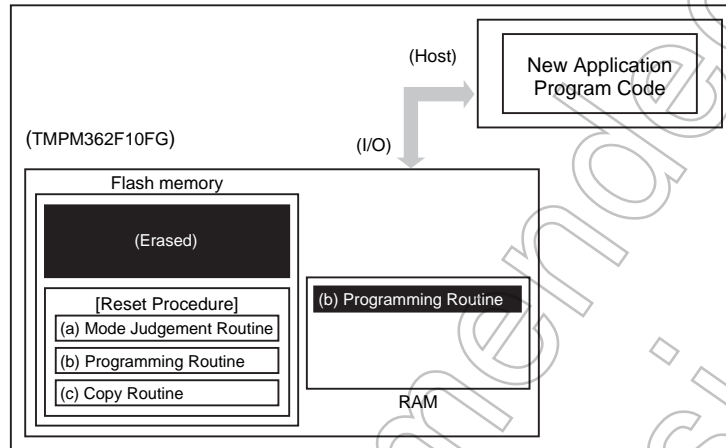 (Host)
New Application
Program Code
(TMPM362F10FG)
(I/O)
Flash memory
(Erased)
[Reset Procedure]
(a) Mode Judgement Routine
(b) Programming Routine
(c) Copy Routine
(b) Programming Routine
RAM